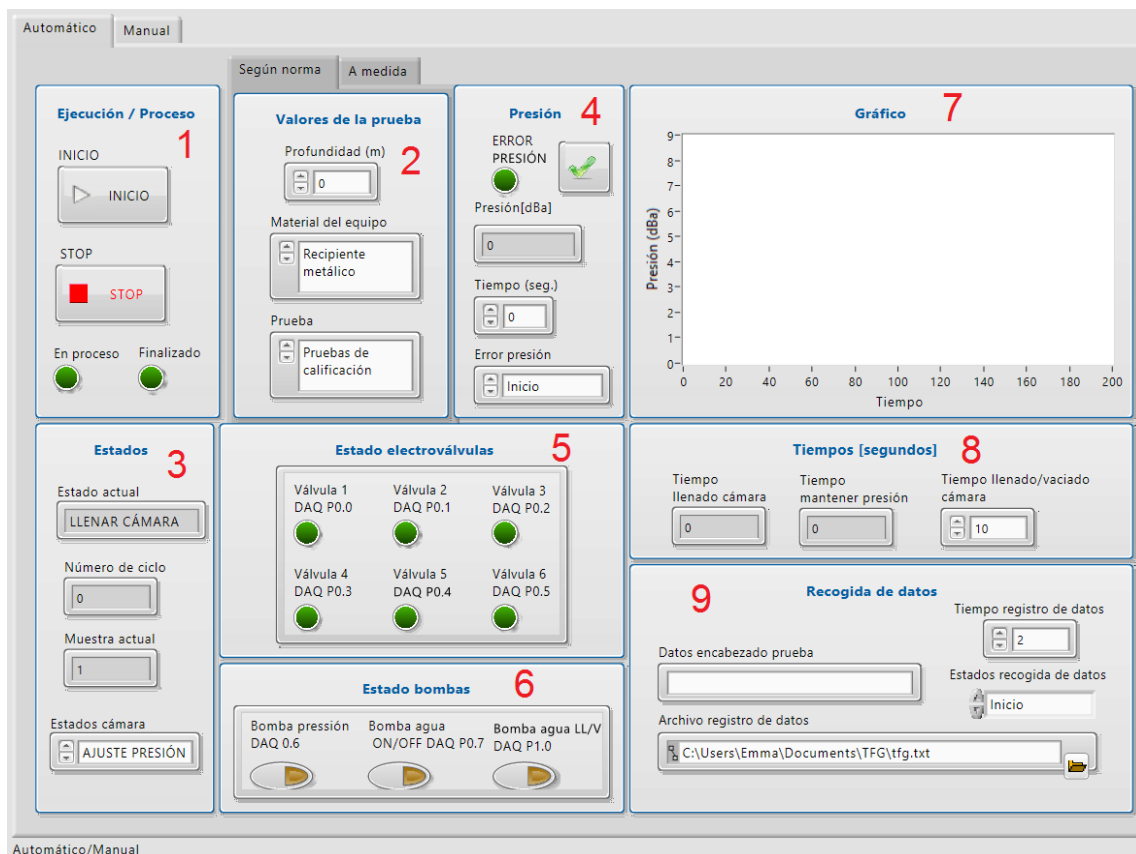 Automático
Manual
Según norma
A medida
Ejecución / Proceso
1
INICIO
INICIO
STOP
STOP
En proceso
Finalizado
Valores de la prueba
2
Profundidad (m)
0
Material del equipo
Recipiente
metálico
Prueba
Pruebas de
calificación
Presión
4
ERROR
PRESIÓN
Presión[dBa]
0
Tiempo (seg.)
0
Error presión
Inicio
Gráfico
7
Presión (dBa)
9
8
7
6
5
4
3
2
1
0
0 20 40 60 80 100 120 140 160 180 200
Tiempo
Estados
3
Estado actual
LLENAR CÁMARA
Número de ciclo
0
Muestra actual
1
Estados cámara
AJUSTE PRESIÓN
Estado electroválvulas
5
Válvula 1
DAQ P0.0
Válvula 2
DAQ P0.1
Válvula 3
DAQ P0.2
Válvula 4
DAQ P0.3
Válvula 5
DAQ P0.4
Válvula 6
DAQ P0.5
Estado bombas
6
Bomba pressión
DAQ 0.6
Bomba agua
ON/OFF DAQ P0.7
Bomba agua LL/V
DAQ P1.0
Tiempos [segundos]
8
Tiempo
llenado cámara
0
Tiempo
mantener presión
0
Tiempo llenado/vaciado
cámara
10
9
Recogida de datos
Tiempo registro de datos
2
Datos encabezado prueba
Estados recogida de datos
Inicio
Archivo registro de datos
C:\Users\Emma\Documents\TFG\tfg.txt
Automático/Manual